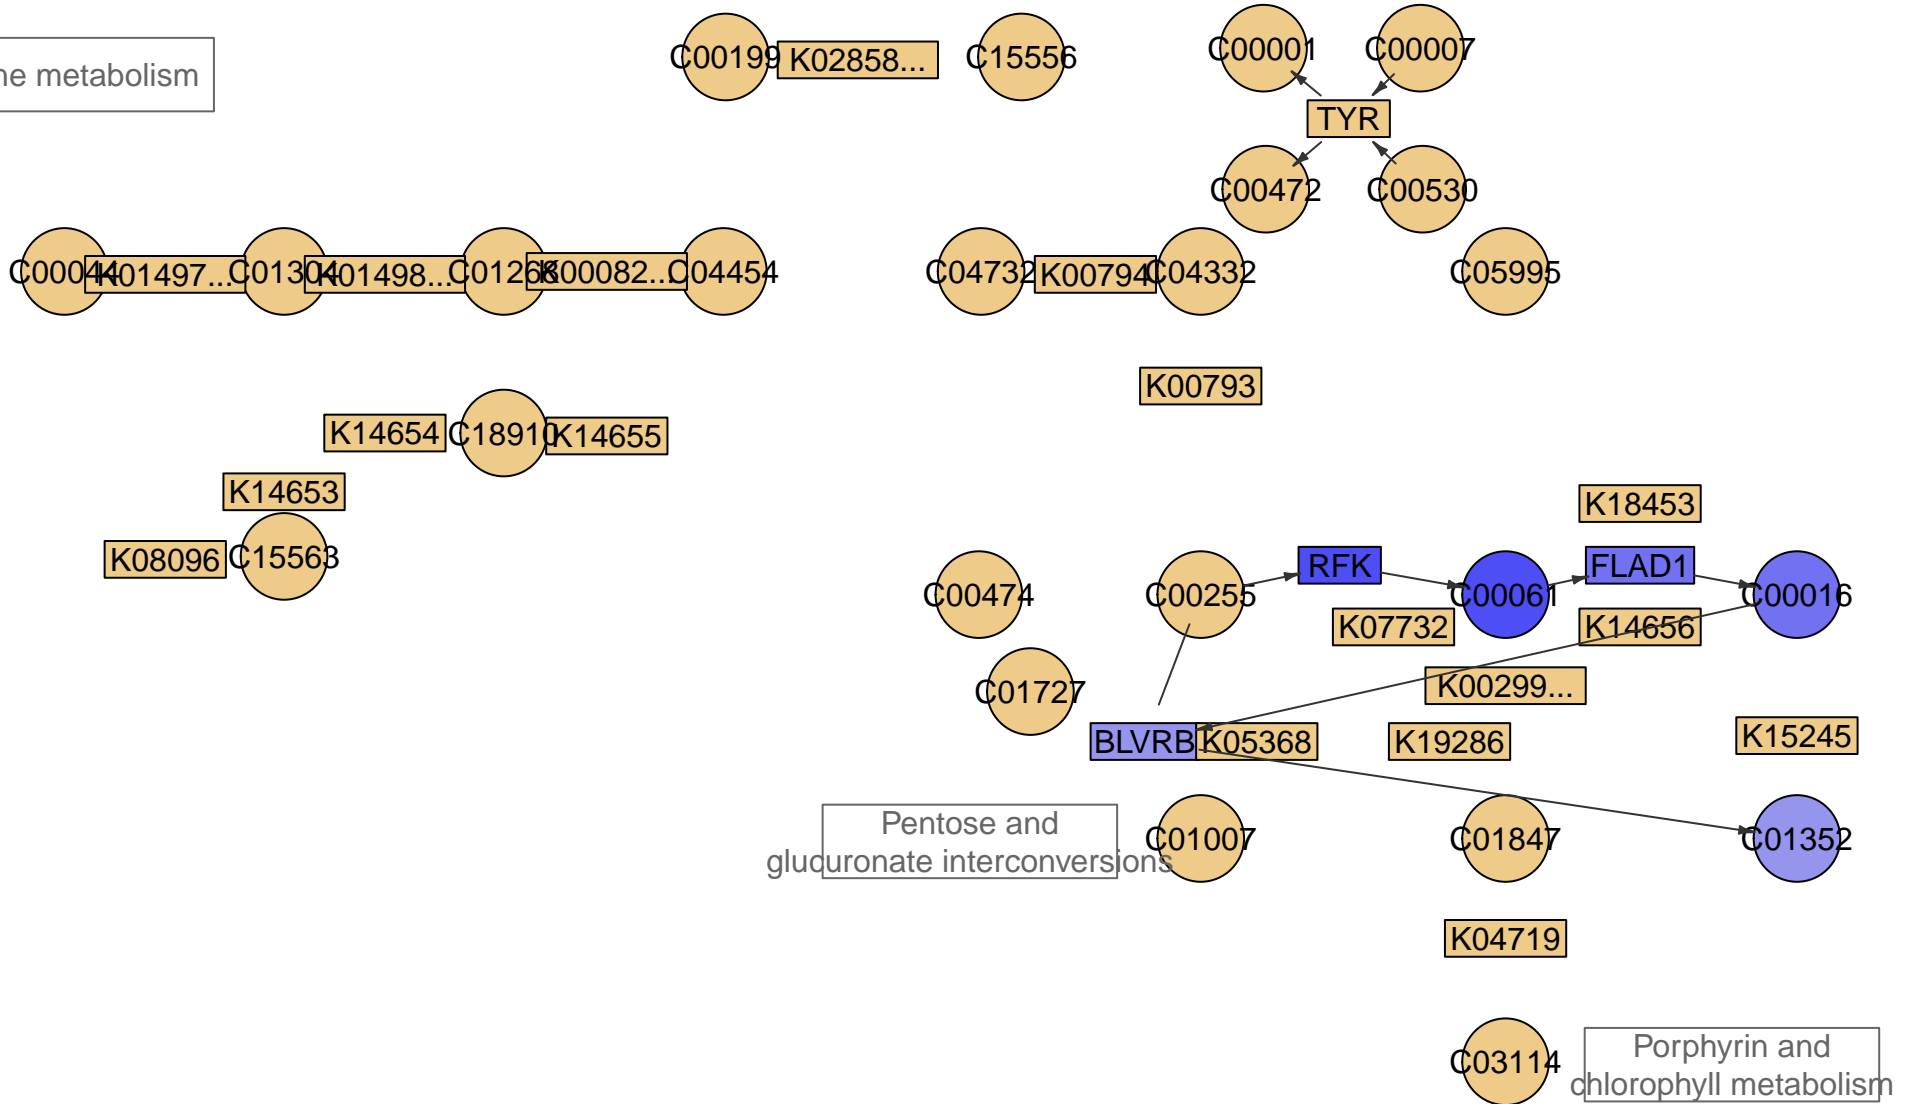 ne metabolism
C00199
K02858...
C15556
C00001
C00007
TYR
C00472
C00530
C00044
K01497...
C01304
K01498...
C01268
K00082...
C04454
C04732
K00794
C04332
C05995
K00793
K14654
C18910
K14655
K14653
K08096
C15563
K18453
C00474
C00255
RFK
C00061
FLAD1
C00016
K07732
K14656
C01727
K00299...
BLVRB
K05368
K19286
K15245
Pentose and
glucuronate interconversions
C01007
C01847
C01352
K04719
C03114
Porphyrin and
chlorophyll metabolism